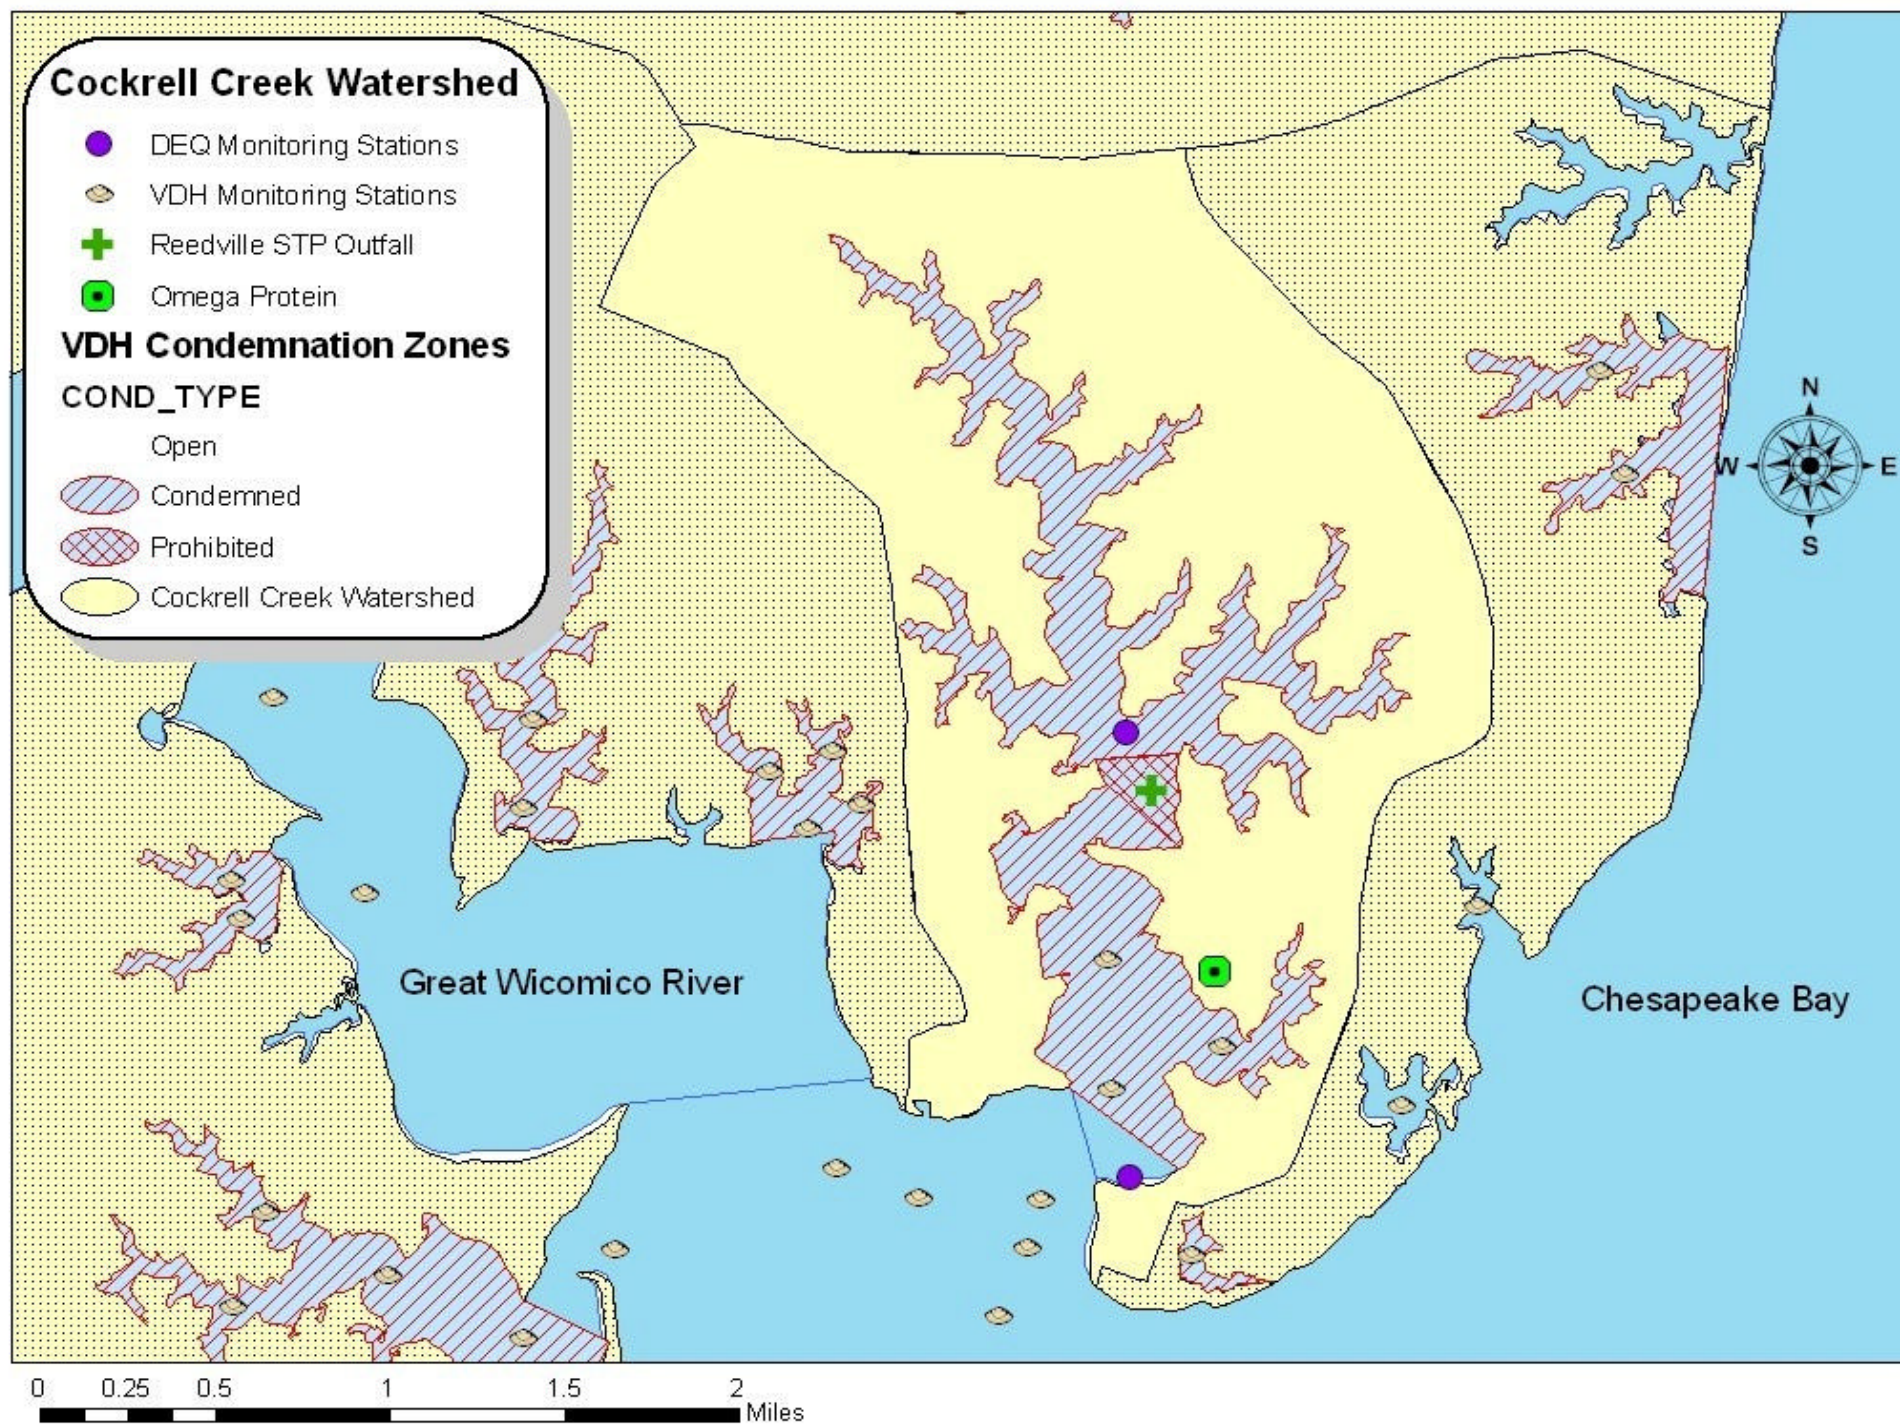 Cockrell Creek Watershed
DEQ Monitoring Stations
VDH Monitoring Stations
Reedville STP Outfall
Omega Protein
VDH Condemnation Zones
COND_TYPE
Open
Condemned
Prohibited
Cockrell Creek Watershed
N
W E
S
Great Wicomico River
Chesapeake Bay
0 0.25 0.5 1 1.5 2
Miles